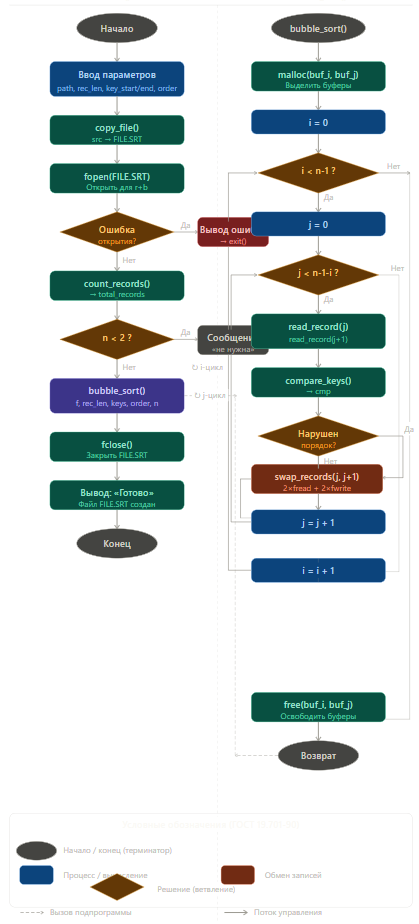 Начало
Ввод параметров
path, rec_len, key_start/end, order
copy_file()
src → FILE.SRT
fopen(FILE.SRT)
Открыть для r+b
Ошибка
открытия?
Да
Вывод оши
→ exit()
Нет
count_records()
→ total_records
n < 2 ?
Да
Сообщени
«не нужна»
Нет
↻ i-цикл
bubble_sort()
f, rec_len, keys, order, n
↻ j-цикл
fclose()
Закрыть FILE.SRT
Вывод: «Готово»
Файл FILE.SRT создан
Конец
bubble_sort()
malloc(buf_i, buf_j)
Выделить буферы
i = 0
i < n-1 ?
Нет
Да
j = 0
j < n-1-i ?
Нет
Да
read_record(j)
read_record(j+1)
compare_keys()
→ cmp
Нарушен
порядок?
Да
Нет
swap_records(j, j+1)
2×fread + 2×fwrite
j = j + 1
i = i + 1
free(buf_i, buf_j)
Освободить буферы
Возврат
Начало / конец (терминатор)
Процесс / вы ление
Обмен записей
Решение (ветвление)
Вызов подпрограммы
Поток управления